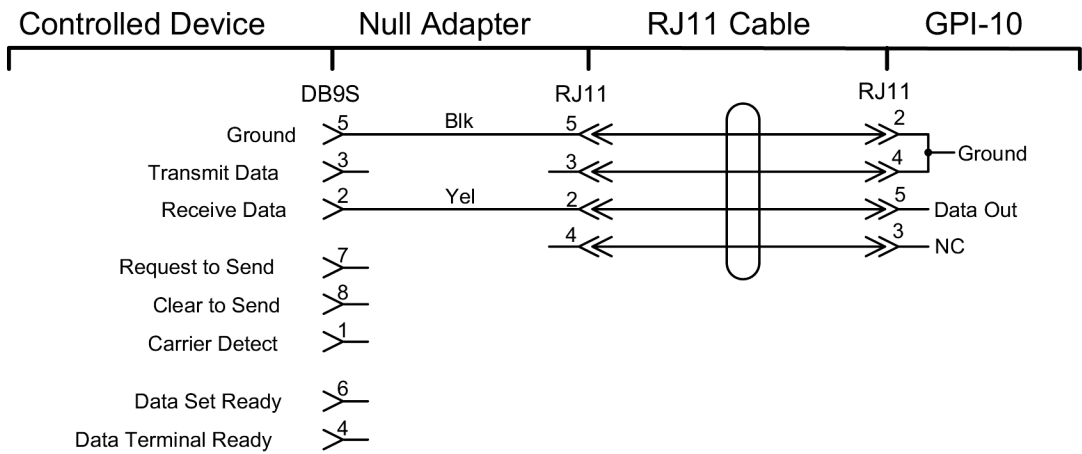 Controlled Device Null Adapter RJ11 Cable GPI-10
DB9S RJ11 RJ11
Ground 5 Blk 5 2
Ground
Transmit Data 3 3 4
Receive Data 2 Yel 2 5 Data Out
4 3 NC
Request to Send 7
Clear to Send 8
Carrier Detect 1
Data Set Ready 6
Data Terminal Ready 4